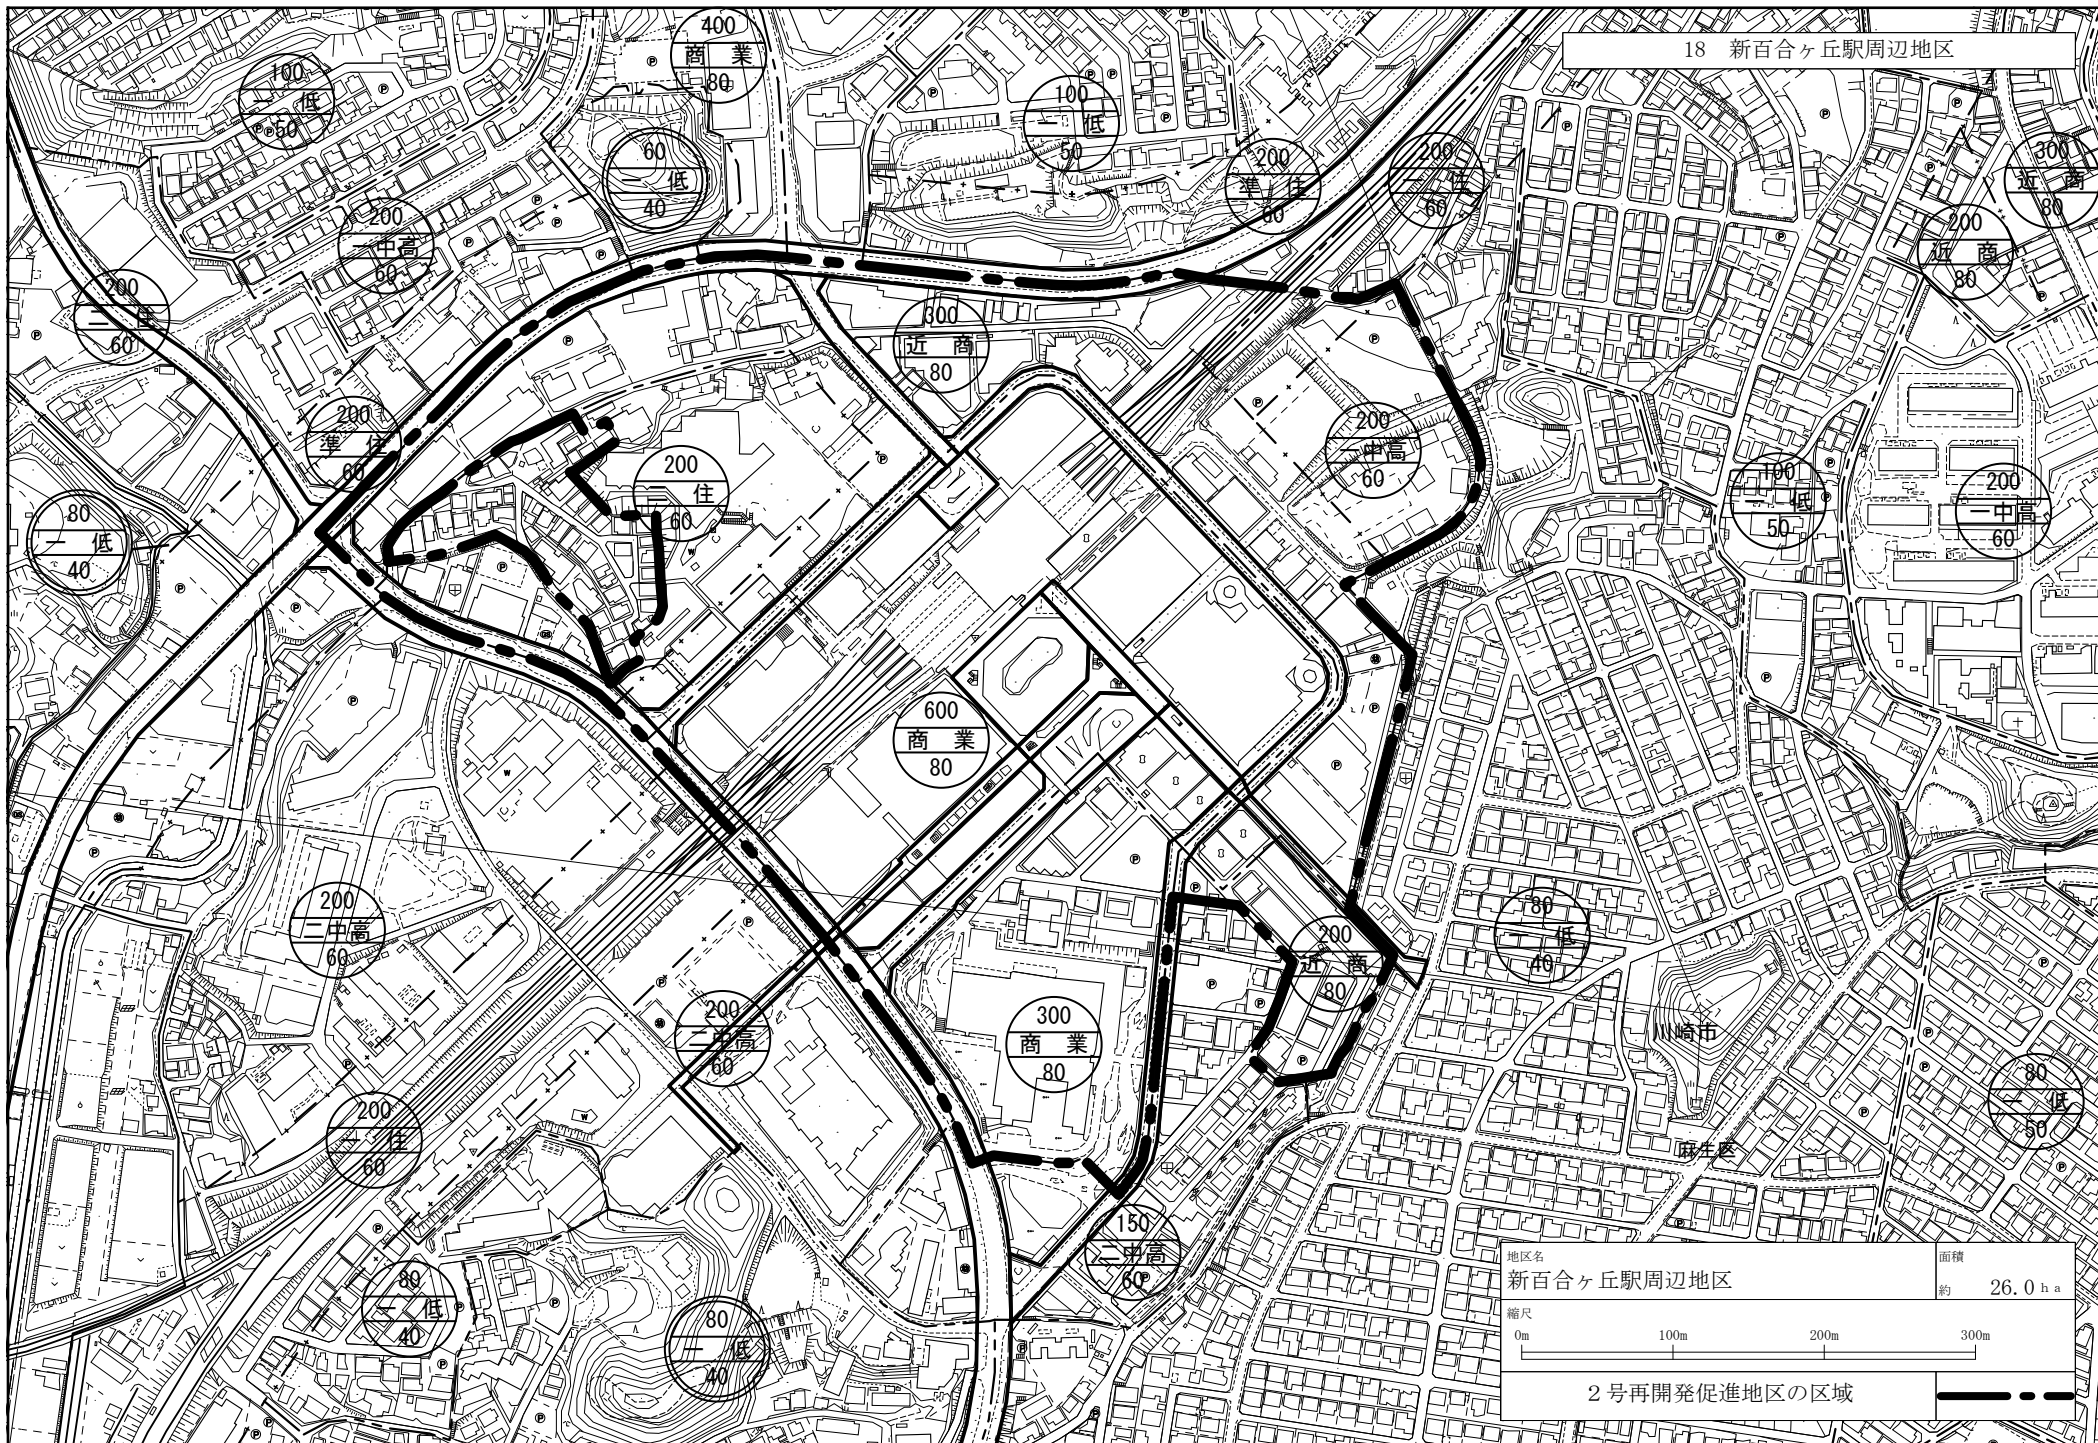 18 新百合ヶ丘駅周辺地区
400
商 業
80
100
一 低
50
100
一 低
50
60
一 低
40
200
準 住
60
200
一 住
60
300
近 商
80
200
一中高
60
200
近 商
80
200
二 住
60
300
近 商
80
200
準 住
60
200
一中高
60
200
一 住
60
100
一 低
50
200
一中高
60
80
一 低
40
600
商 業
80
200
二中高
60
80
一 低
40
200
近 商
80
200
二中高
60
300
商 業
80
川崎市
80
一 低
50
200
一 住
60
麻生区
150
二中高
60
80
一 低
40
80
一 低
40
地区名
新百合ヶ丘駅周辺地区
面積
約 26.0ha
縮尺
0m 100m 200m 300m
２号再開発促進地区の区域